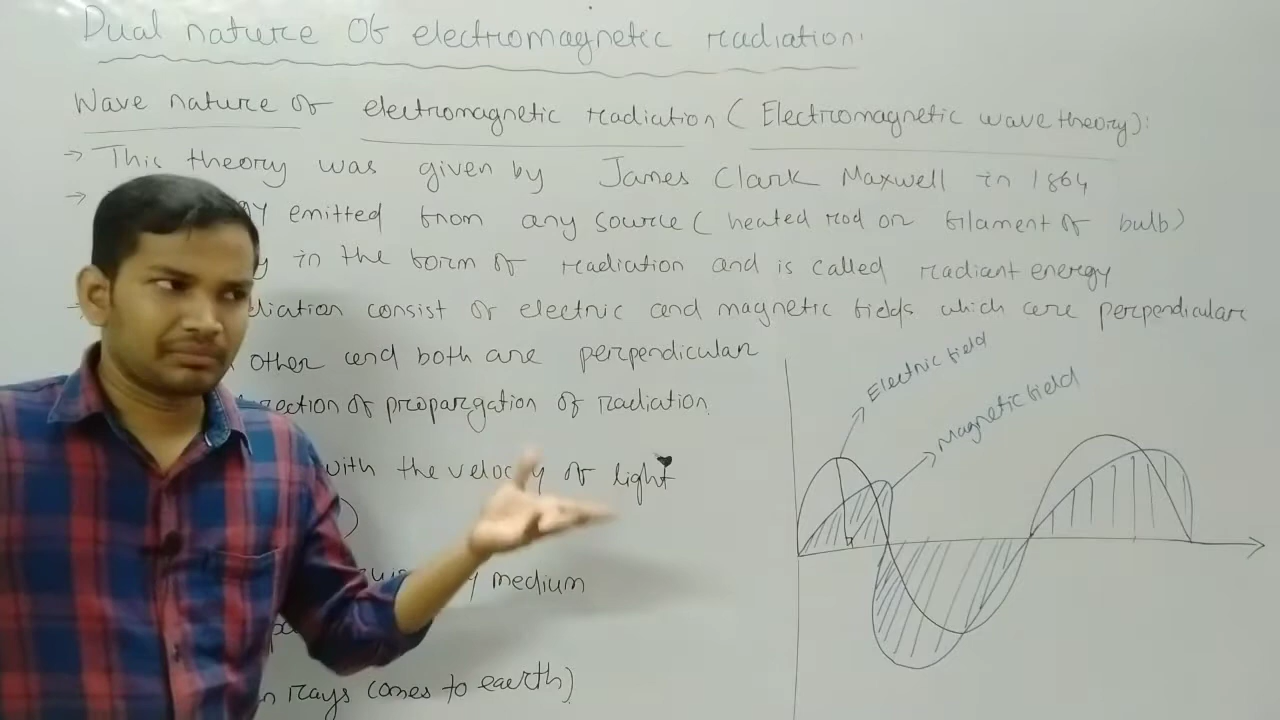 Dual nature Of electromagnetic radiation.
Wave nature of electromagnetic radiation (Electromagnetic wave theory):
→ This theory was given by James Clark Maxwell in 1864
→ emitted from any source (heated rod or filament of bulb)
in the form of radiation and is called radiant energy
consist of electric and magnetic fields which are perpendicular
other and both are perpendicular
of propargation of radiation.
with the velocity of light
)
medium
rays comes to earth)
Electric field
Magnetic field